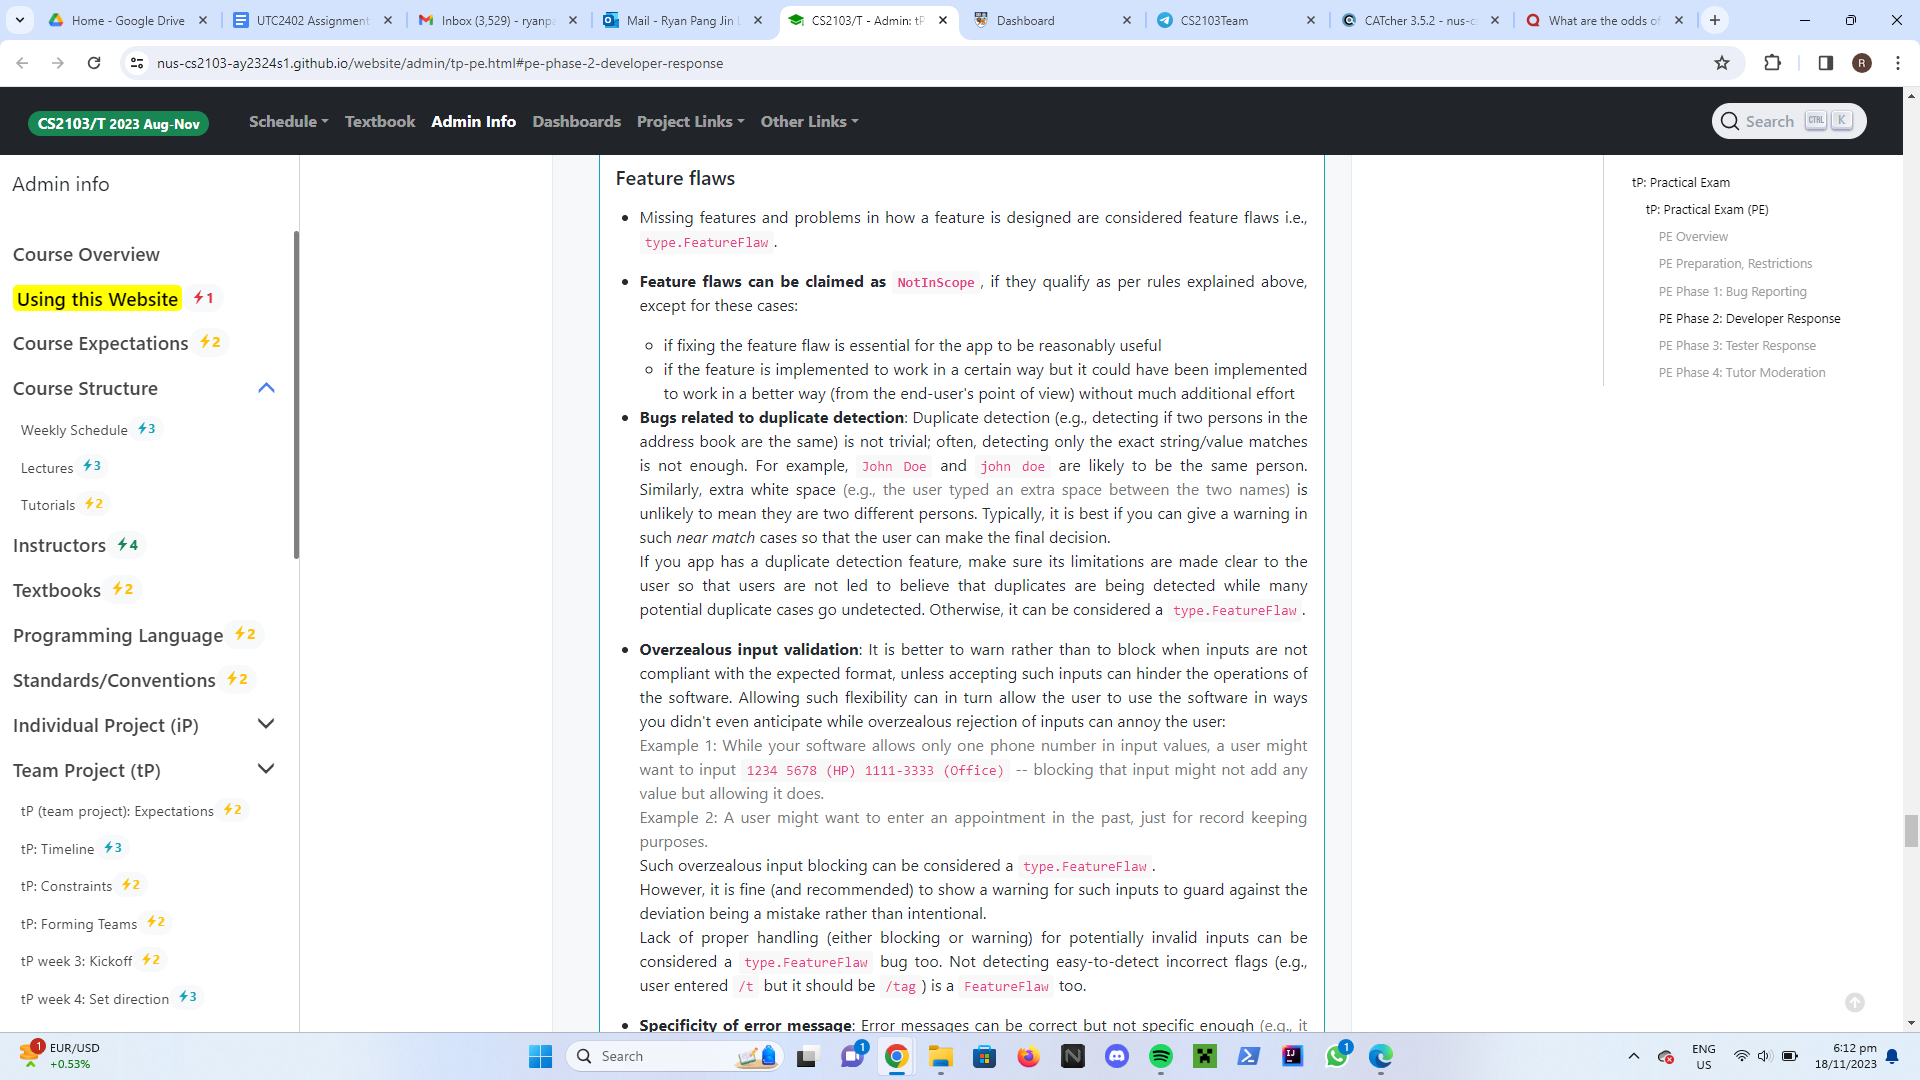 Home - Google Drive
UTC2402 Assignment
Inbox (3,529) - ryanpa
Mail - Ryan Pang Jin L
CS2103/T - Admin: tP
Dashboard
CS2103Team
CATcher 3.5.2 - nus-cs
What are the odds of
nus-cs2103-ay2324s1.github.io/website/admin/tp-pe.html#pe-phase-2-developer-response
R
CS2103/T 2023 Aug-Nov
Schedule
Textbook
Admin Info
Dashboards
Project Links
Other Links
Search CTRL K
Admin info
Course Overview
Using this Website 1
Course Expectations 2
Course Structure
Weekly Schedule 3
Lectures 3
Tutorials 2
Instructors 4
Textbooks 2
Programming Language 2
Standards/Conventions 2
Individual Project (iP)
Team Project (tP)
tP (team project): Expectations 2
tP: Timeline 3
tP: Constraints 2
tP: Forming Teams 2
tP week 3: Kickoff 2
tP week 4: Set direction 3
Feature flaws
Missing features and problems in how a feature is designed are considered feature flaws i.e.,
type.FeatureFlaw.
Feature flaws can be claimed as NotInScope, if they qualify as per rules explained above,
except for these cases:
if fixing the feature flaw is essential for the app to be reasonably useful
if the feature is implemented to work in a certain way but it could have been implemented
to work in a better way (from the end-user's point of view) without much additional effort
Bugs related to duplicate detection: Duplicate detection (e.g., detecting if two persons in the
address book are the same) is not trivial; often, detecting only the exact string/value matches
is not enough. For example, John Doe and john doe are likely to be the same person.
Similarly, extra white space (e.g., the user typed an extra space between the two names) is
unlikely to mean they are two different persons. Typically, it is best if you can give a warning in
such near match cases so that the user can make the final decision.
If you app has a duplicate detection feature, make sure its limitations are made clear to the
user so that users are not led to believe that duplicates are being detected while many
potential duplicate cases go undetected. Otherwise, it can be considered a type.FeatureFlaw.
Overzealous input validation: It is better to warn rather than to block when inputs are not
compliant with the expected format, unless accepting such inputs can hinder the operations of
the software. Allowing such flexibility can in turn allow the user to use the software in ways
you didn't even anticipate while overzealous rejection of inputs can annoy the user:
Example 1: While your software allows only one phone number in input values, a user might
want to input 1234 5678 (HP) 1111-3333 (Office) -- blocking that input might not add any
value but allowing it does.
Example 2: A user might want to enter an appointment in the past, just for record keeping
purposes.
Such overzealous input blocking can be considered a type.FeatureFlaw.
However, it is fine (and recommended) to show a warning for such inputs to guard against the
deviation being a mistake rather than intentional.
Lack of proper handling (either blocking or warning) for potentially invalid inputs can be
considered a type.FeatureFlaw bug too. Not detecting easy-to-detect incorrect flags (e.g.,
user entered /t but it should be /tag) is a FeatureFlaw too.
Specificity of error message: Error messages can be correct but not specific enough (e.g., it
tP: Practical Exam
tP: Practical Exam (PE)
PE Overview
PE Preparation, Restrictions
PE Phase 1: Bug Reporting
PE Phase 2: Developer Response
PE Phase 3: Tester Response
PE Phase 4: Tutor Moderation
1
EUR/USD
+0.53%
Search
1
1
ENG
US
6:12 pm
18/11/2023